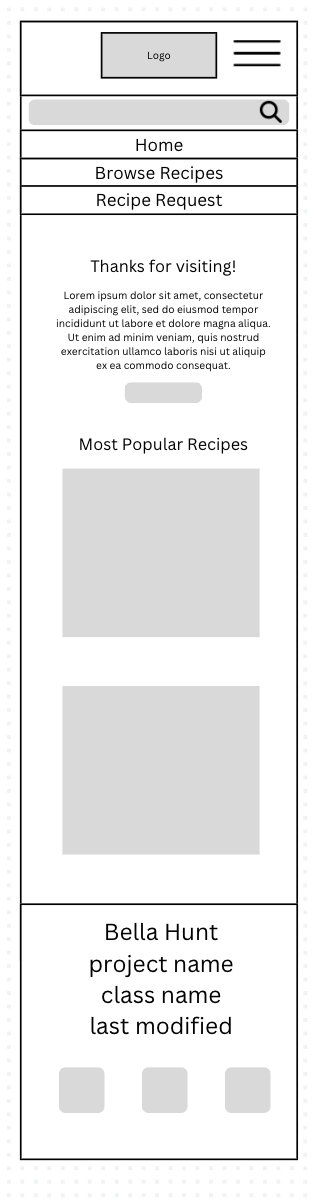 Logo
Home
Browse Recipes
Recipe Request
Thanks for visiting!
Lorem ipsum dolor sit amet, consectetur
adipiscing elit, sed do eiusmod tempor
incididunt ut labore et dolore magna aliqua.
Ut enim ad minim veniam, quis nostrud
exercitation ullamco laboris nisi ut aliquip
ex ea commodo consequat.
Most Popular Recipes
Bella Hunt
project name
class name
last modified